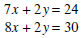 7x + 2y = 24
8x + 2y = 30